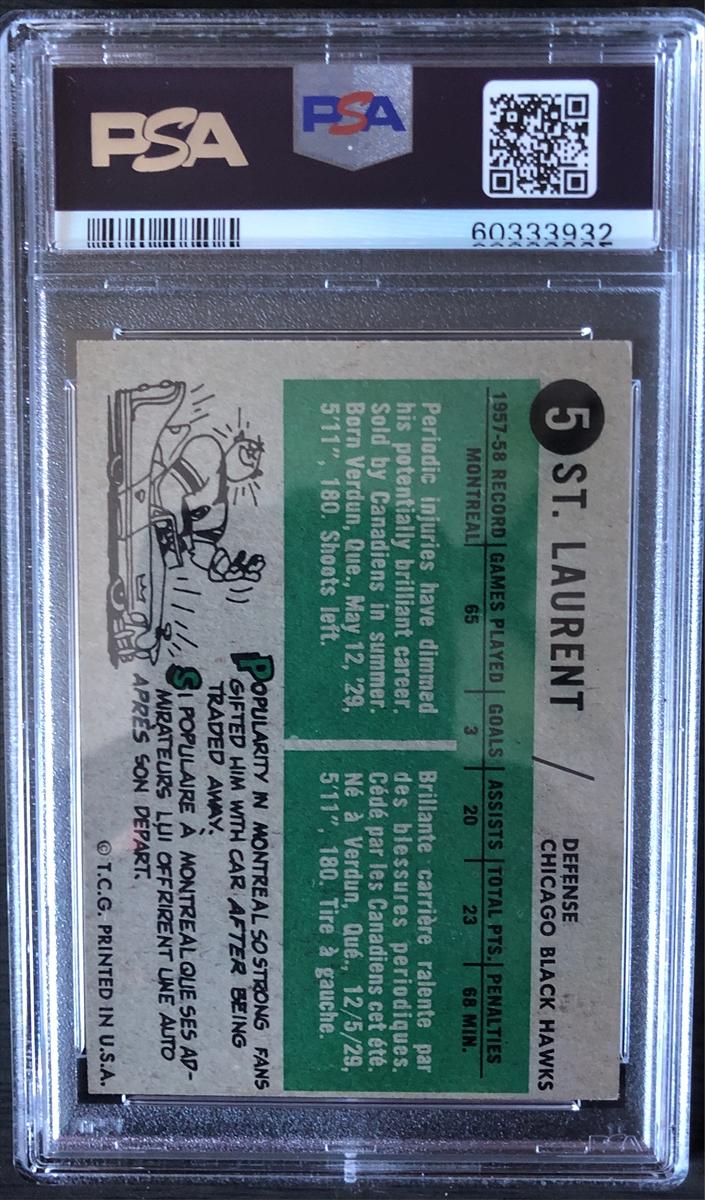 PSA
PSA
60333932
5 ST. LAURENT /
DEFENSE
CHICAGO BLACK HAWKS
1957-58 RECORD GAMES PLAYED GOALS ASSISTS TOTAL PTS. PENALTIES
MONTREAL 65 3 20 23 68 MIN.
Periodic injuries have dimmed
his potentially brilliant career.
Sold by Canadiens in summer.
Born Verdun, Que., May 12, '29,
5'11", 180. Shoots left.
Brillante carrière ralente par
des blessures periodiques.
Cédé par les Canadiens cet été.
Né à Verdun, Qué., 12/5/29,
5'11", 180. Tire à gauche.
POPULARITY IN MONTREAL SO STRONG FANS
GIFTED HIM WITH CAR AFTER BEING
TRADED AWAY.
SI POPULAIRE À MONTREAL QUE SES AD-
MIRATEURS LUI OFFRIRENT UNE AUTO
APRÈS SON DEPART.
© T.C.G. PRINTED IN U.S.A.
PSA